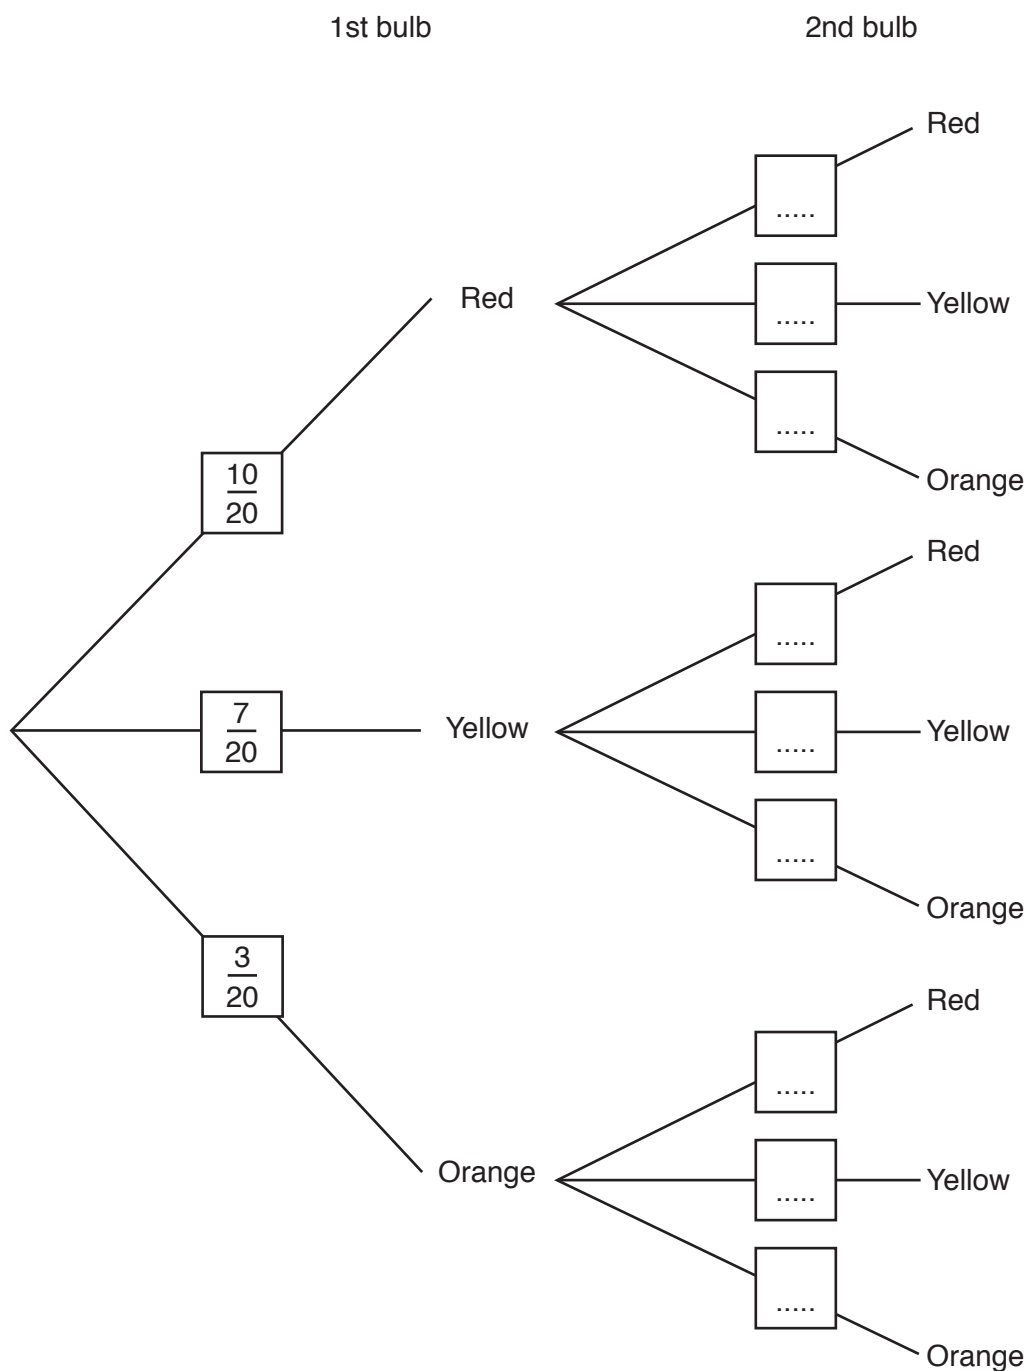 1st bulb 2nd bulb
Red
.....
Red
.....
Yellow
.....
Orange
10
20
Red
.....
7
20
Yellow
.....
Yellow
.....
Orange
3
20
Red
.....
Orange
.....
Yellow
.....
Orange